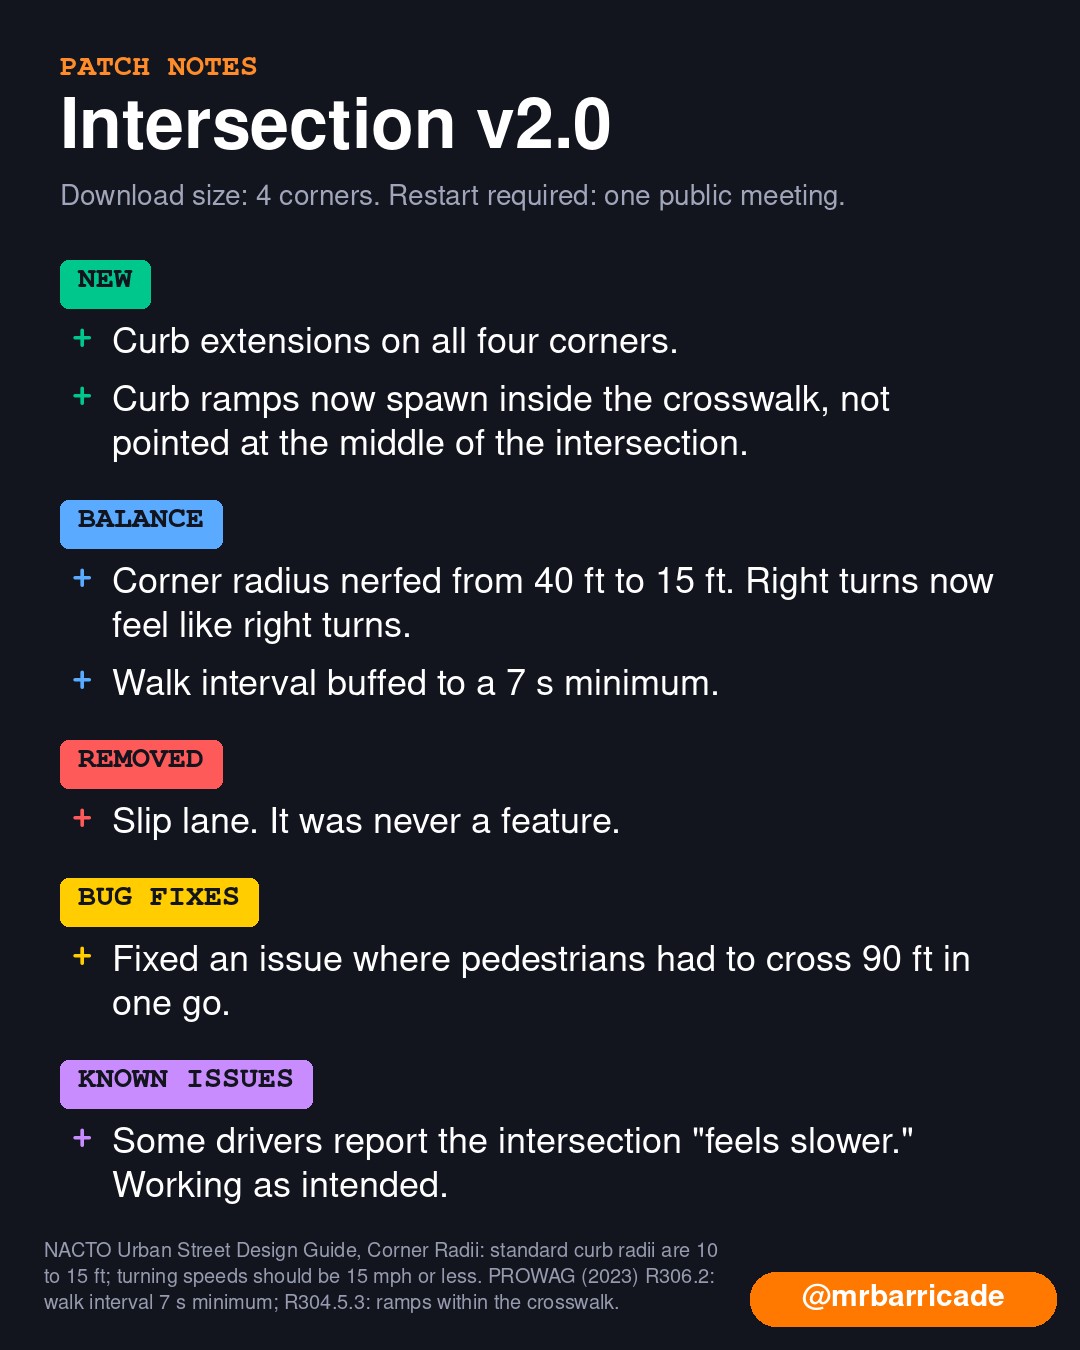 PATCH NOTES
Intersection v2.0
Download size: 4 corners. Restart required: one public meeting.
NEW
+ Curb extensions on all four corners.
+ Curb ramps now spawn inside the crosswalk, not
pointed at the middle of the intersection.
BALANCE
+ Corner radius nerfed from 40 ft to 15 ft. Right turns now
feel like right turns.
+ Walk interval buffed to a 7 s minimum.
REMOVED
+ Slip lane. It was never a feature.
BUG FIXES
+ Fixed an issue where pedestrians had to cross 90 ft in
one go.
KNOWN ISSUES
+ Some drivers report the intersection "feels slower."
Working as intended.
NACTO Urban Street Design Guide, Corner Radii: standard curb radii are 10
to 15 ft; turning speeds should be 15 mph or less. PROWAG (2023) R306.2:
walk interval 7 s minimum; R304.5.3: ramps within the crosswalk.
@mrbarricade